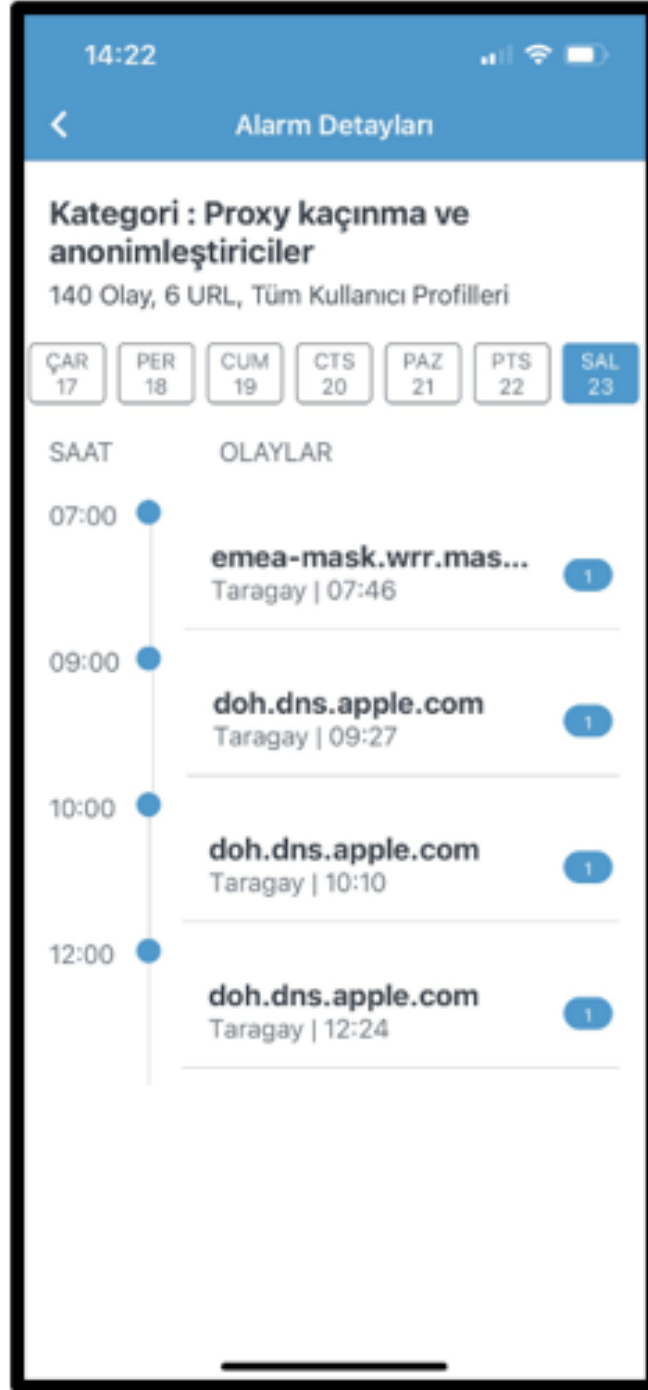 14:22
Alarm Detayları
Kategori : Proxy kaçınma ve
anonimleştiriciler
140 Olay, 6 URL, Tüm Kullanıcı Profilleri
ÇAR PER CUM CTS PAZ PTS SAL
17 18 19 20 21 22 23
SAAT OLAYLAR
07:00
emea-mask.wrr.mas... 1
Taragay | 07:46
09:00
doh.dns.apple.com 1
Taragay | 09:27
10:00
doh.dns.apple.com 1
Taragay | 10:10
12:00
doh.dns.apple.com 1
Taragay | 12:24